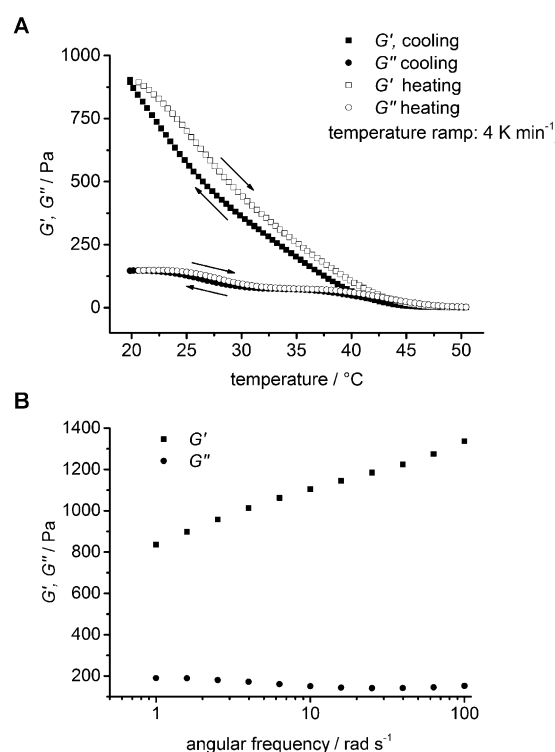 A
G', cooling
G'' cooling
G' heating
G'' heating
temperature ramp: 4 K min⁻¹
1000
750
500
250
0
G', G'' / Pa
20 25 30 35 40 45 50
temperature / °C
B
G'
G''
1400
1200
1000
800
600
400
200
G', G'' / Pa
1 10 100
angular frequency / rad s⁻¹